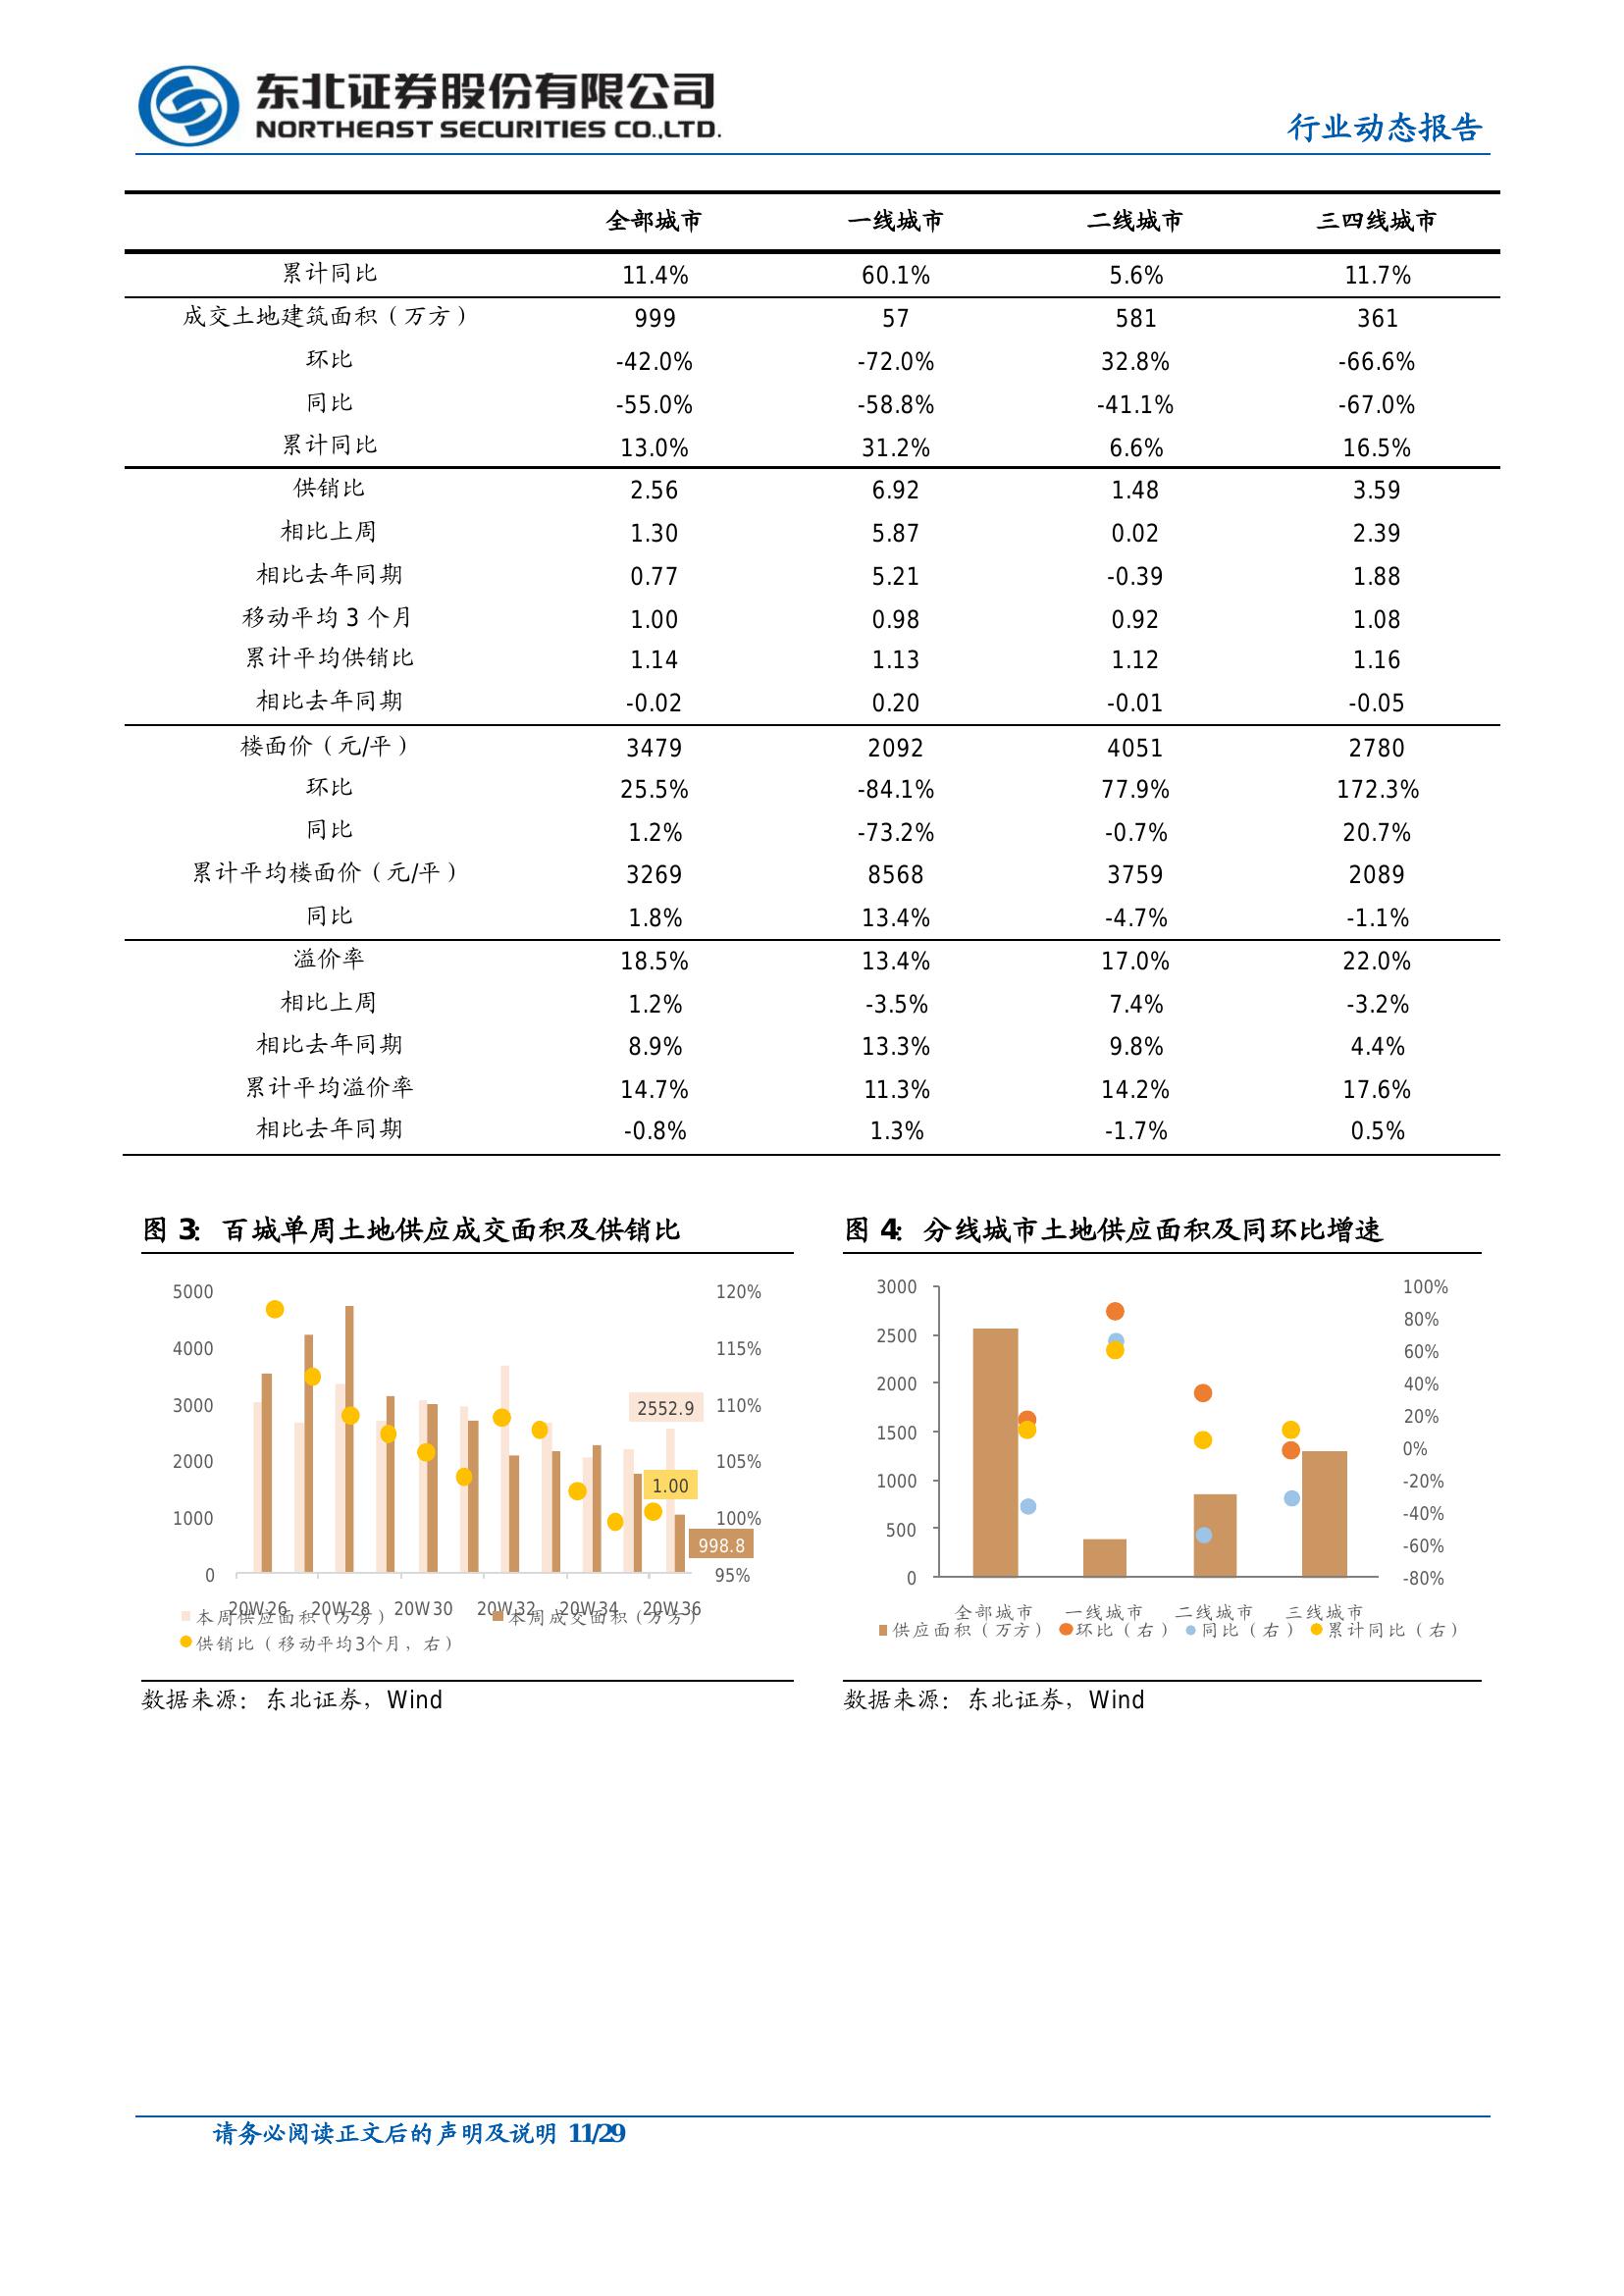 东北证券股份有限公司
NORTHEAST SECURITIES CO.,LTD.
行业动态报告
全部城市 一线城市 二线城市 三四线城市
累计同比 11.4% 60.1% 5.6% 11.7%
成交土地建筑面积（万方） 999 57 581 361
环比 -42.0% -72.0% 32.8% -66.6%
同比 -55.0% -58.8% -41.1% -67.0%
累计同比 13.0% 31.2% 6.6% 16.5%
供销比 2.56 6.92 1.48 3.59
相比上周 1.30 5.87 0.02 2.39
相比去年同期 0.77 5.21 -0.39 1.88
移动平均 3 个月 1.00 0.98 0.92 1.08
累计平均供销比 1.14 1.13 1.12 1.16
相比去年同期 -0.02 0.20 -0.01 -0.05
楼面价（元/平） 3479 2092 4051 2780
环比 25.5% -84.1% 77.9% 172.3%
同比 1.2% -73.2% -0.7% 20.7%
累计平均楼面价（元/平） 3269 8568 3759 2089
同比 1.8% 13.4% -4.7% -1.1%
溢价率 18.5% 13.4% 17.0% 22.0%
相比上周 1.2% -3.5% 7.4% -3.2%
相比去年同期 8.9% 13.3% 9.8% 4.4%
累计平均溢价率 14.7% 11.3% 14.2% 17.6%
相比去年同期 -0.8% 1.3% -1.7% 0.5%
图 3：百城单周土地供应成交面积及供销比
5000 120%
4000 115%
3000 110%
2552.9
2000 105%
1.00
1000 100%
998.8
0 95%
20W26 20W28 20W30 20W32 20W34 20W36
本周供应面积（万方） 本周成交面积（万方）
供销比（移动平均3个月，右）
数据来源：东北证券，Wind
图 4：分线城市土地供应面积及同环比增速
3000 100%
80%
2500
60%
2000 40%
20%
1500
0%
1000 -20%
-40%
500
-60%
0 -80%
全部城市 一线城市 二线城市 三线城市
供应面积（万方） 环比（右） 同比（右） 累计同比（右）
数据来源：东北证券，Wind
请务必阅读正文后的声明及说明 11/29